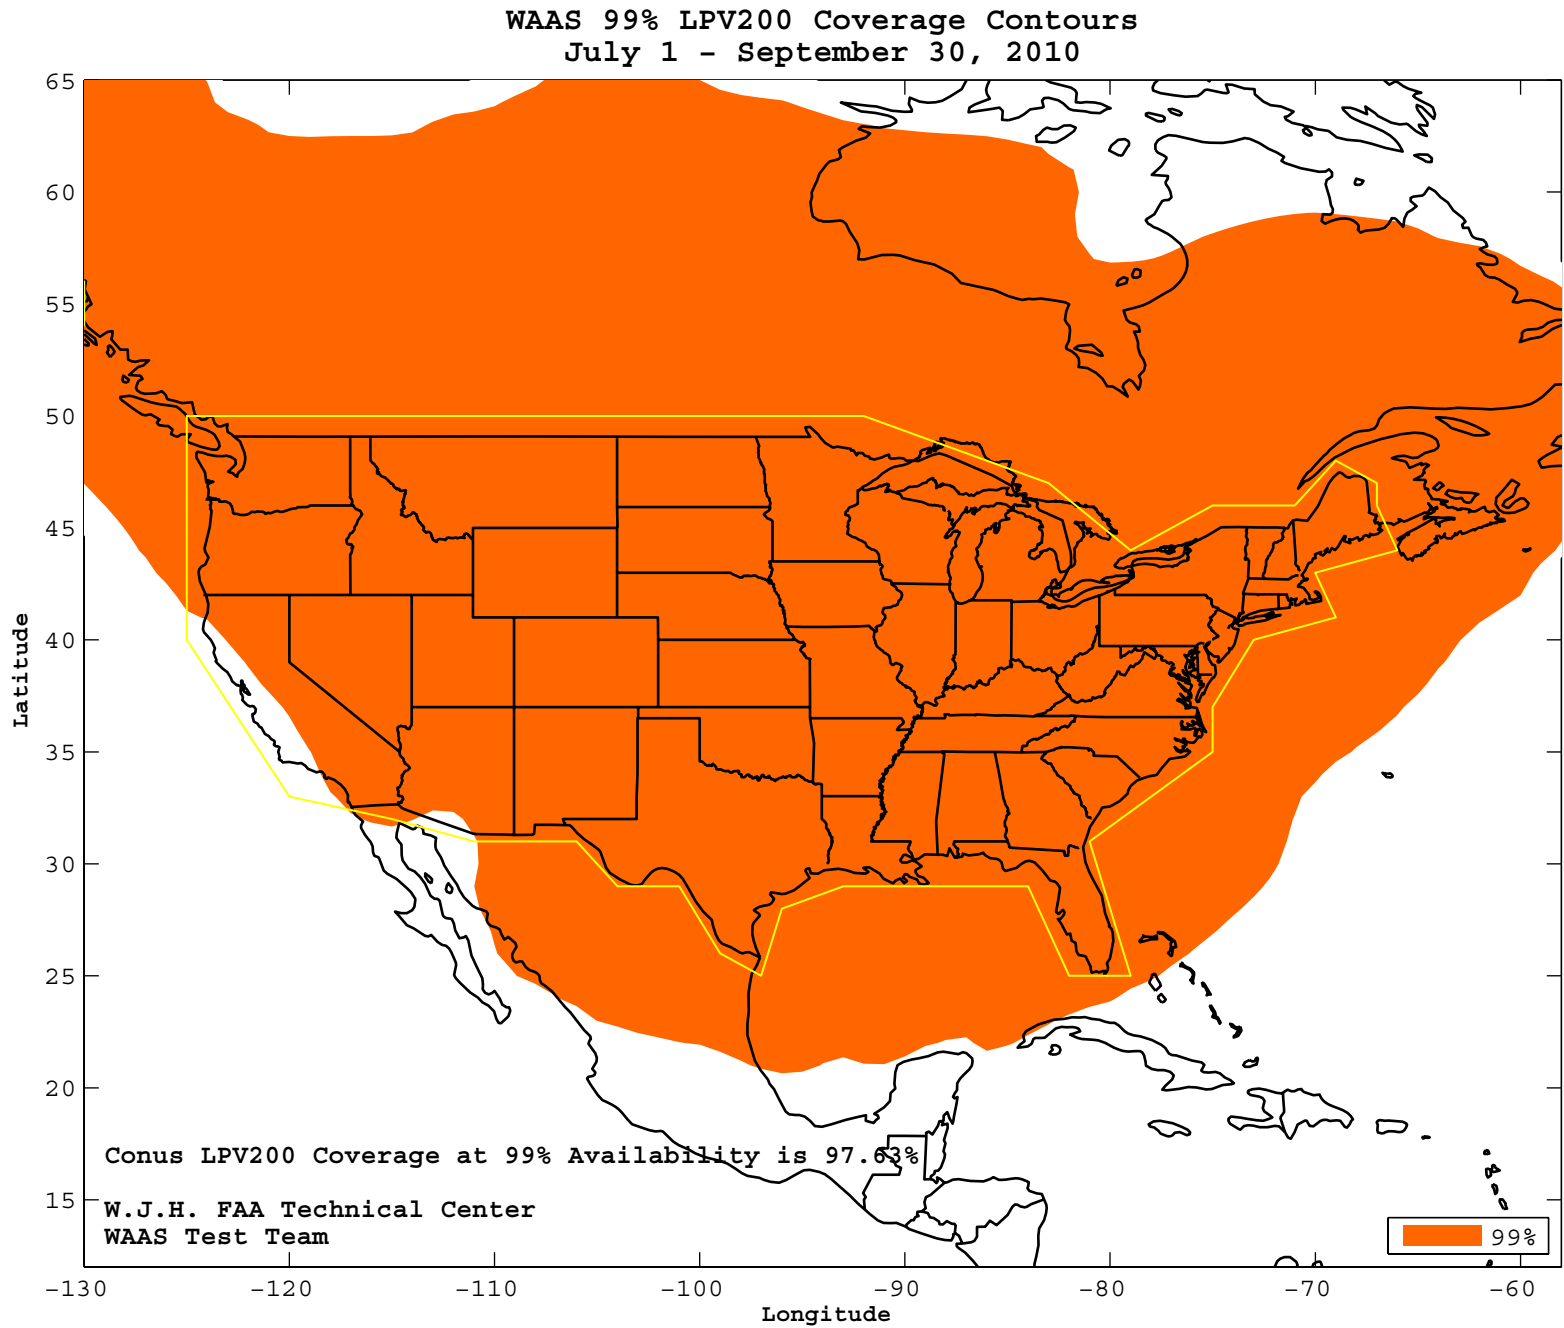 WAAS 99% LPV200 Coverage Contours
July 1 - September 30, 2010
65
60
55
50
45
40
35
30
25
20
15
Latitude
Conus LPV200 Coverage at 99% Availability is 97.63%
W.J.H. FAA Technical Center
WAAS Test Team
99%
-130 -120 -110 -100 -90 -80 -70 -60
Longitude